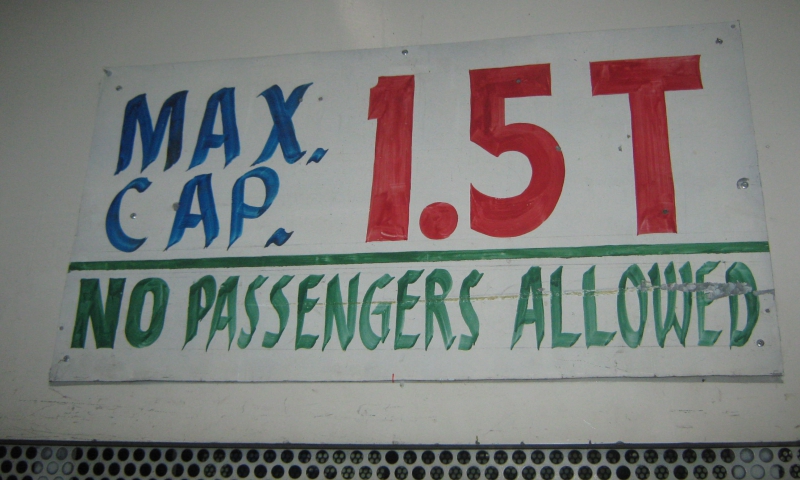 MAX. 1.5T
CAP.
NO PASSENGERS ALLOWED